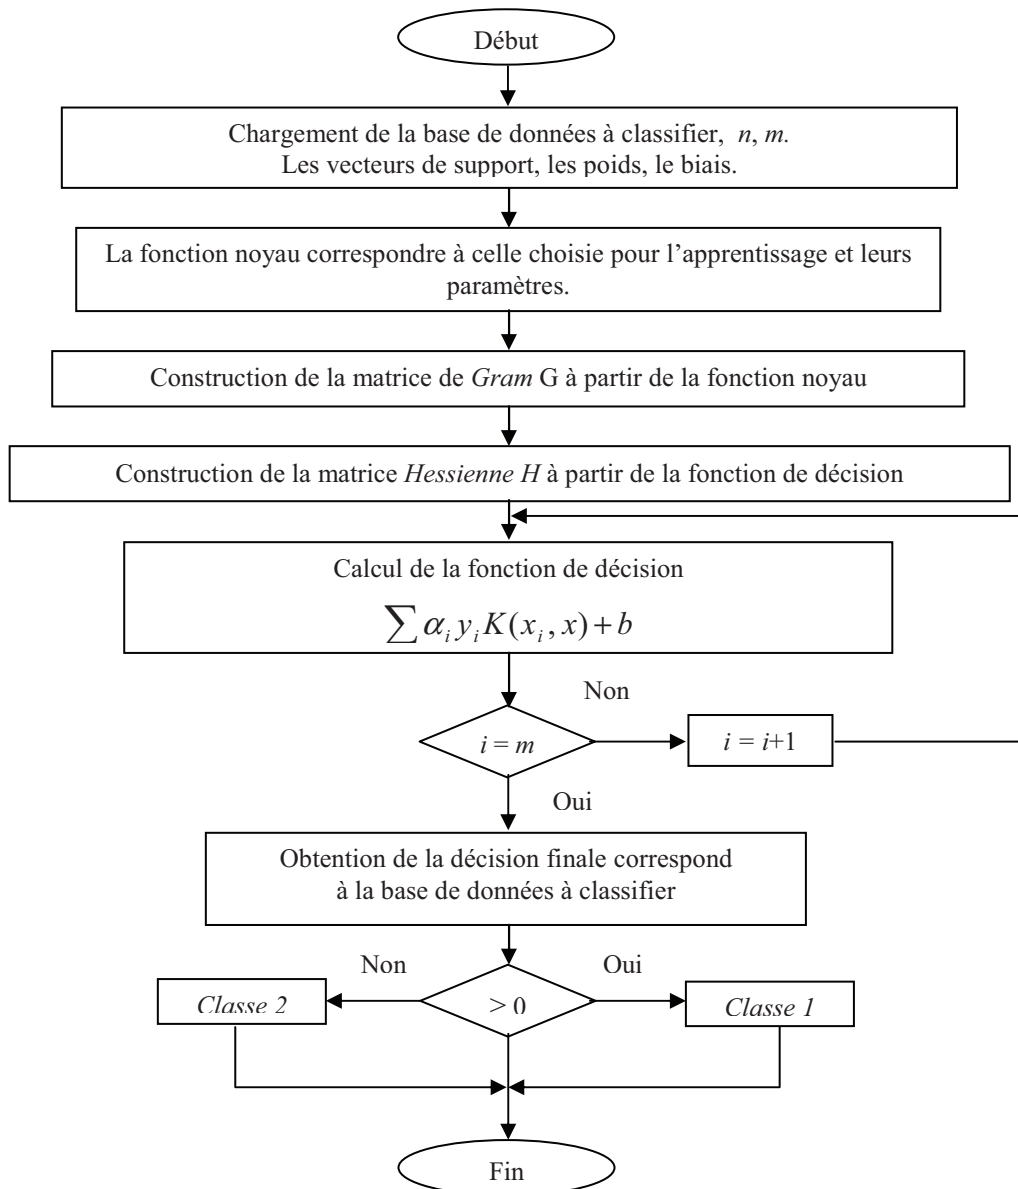 Début
Chargement de la base de données à classifier, n, m.
Les vecteurs de support, les poids, le biais.
La fonction noyau correspondre à celle choisie pour l’apprentissage et leurs
paramètres.
Construction de la matrice de Gram G à partir de la fonction noyau
Construction de la matrice Hessienne H à partir de la fonction de décision
Calcul de la fonction de décision
∑ α_i y_i K(x_i, x) + b
Non
i = m
i = i+1
Oui
Obtention de la décision finale correspond
à la base de données à classifier
Non
Oui
Classe 2
> 0
Classe 1
Fin